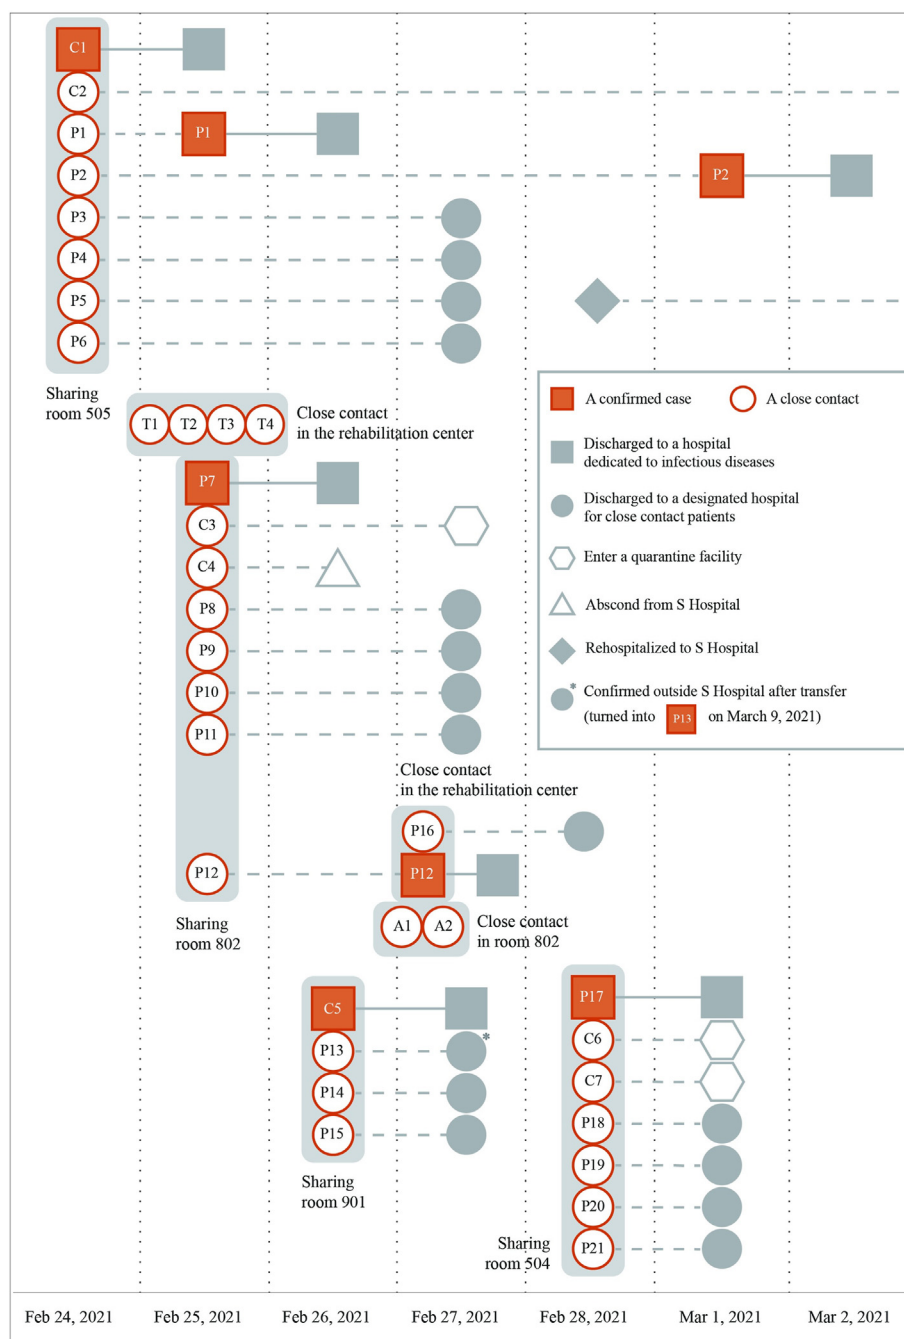 C1
C2
P1 P1
P2 P2
P3
P4
P5
P6
Sharing
room 505
T1 T2 T3 T4
Close contact
in the rehabilitation center
A confirmed case
A close contact
Discharged to a hospital
dedicated to infectious diseases
Discharged to a designated hospital
for close contact patients
Enter a quarantine facility
Abscond from S Hospital
Rehospitalized to S Hospital
* Confirmed outside S Hospital after transfer
(turned into P13 on March 9, 2021)
P7
C3
C4
P8
P9
P10
P11
P12
Sharing
room 802
Close contact
in the rehabilitation center
P16
P12
A1 A2
Close contact
in room 802
C5
P13 *
P14
P15
Sharing
room 901
P17
C6
C7
P18
P19
P20
P21
Sharing
room 504
Feb 24, 2021 Feb 25, 2021 Feb 26, 2021 Feb 27, 2021 Feb 28, 2021 Mar 1, 2021 Mar 2, 2021